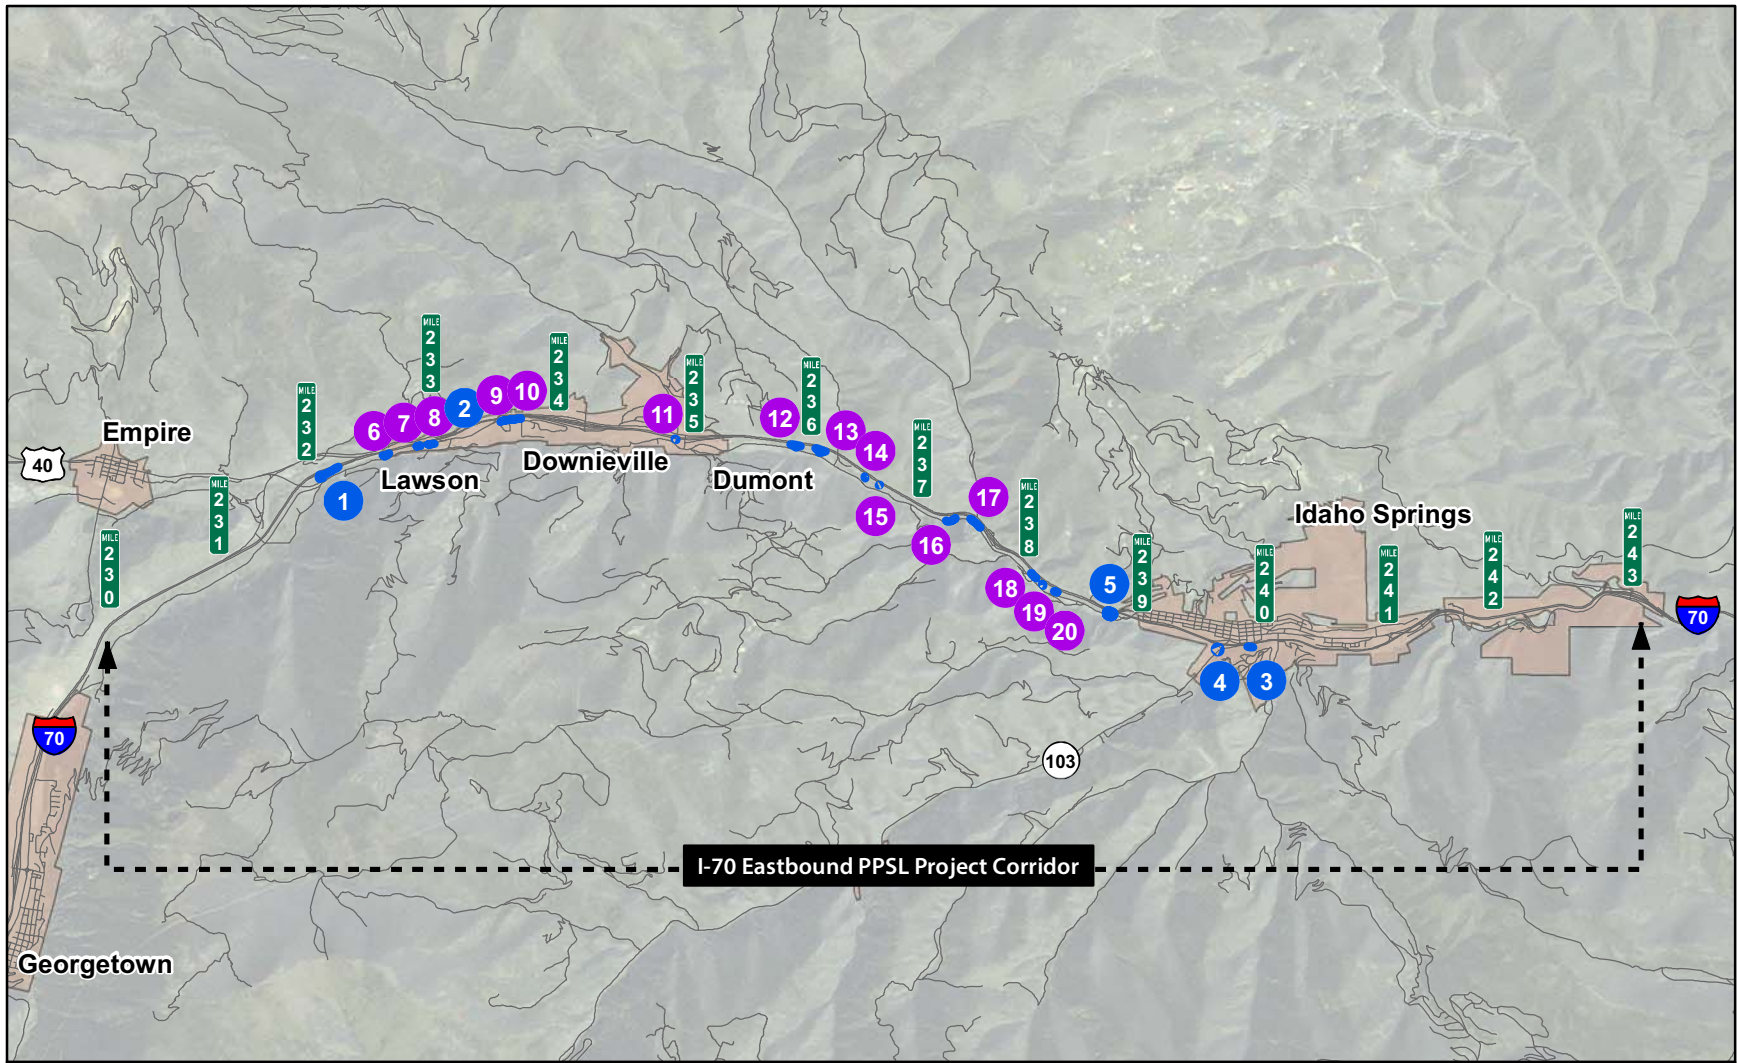 MILE 233
MILE 234
MILE 235
MILE 236
MILE 232
9
10
2
8
7
6
11
12
13
14
Empire
40
MILE 237
Downieville
Lawson
Dumont
1
MILE 231
17
MILE 238
15
16
Idaho Springs
MILE 230
MILE 239
MILE 240
MILE 241
MILE 242
MILE 243
5
18
19
20
70
4
3
70
103
I-70 Eastbound PPSL Project Corridor
Georgetown